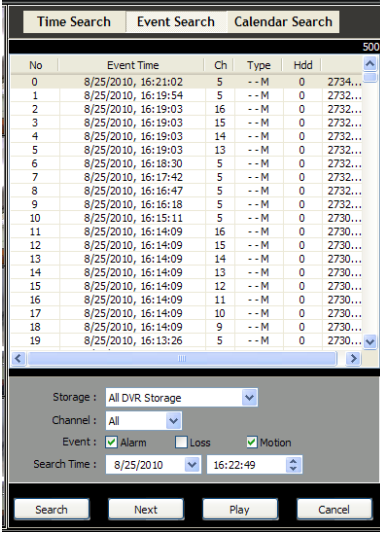 Time Search Event Search Calendar Search
500
No Event Time Ch Type Hdd
0 8/25/2010, 16:21:02 5 - - M 0 2734...
1 8/25/2010, 16:19:54 5 - - M 0 2732...
2 8/25/2010, 16:19:03 16 - - M 0 2732...
3 8/25/2010, 16:19:03 15 - - M 0 2732...
4 8/25/2010, 16:19:03 14 - - M 0 2732...
5 8/25/2010, 16:19:03 13 - - M 0 2732...
6 8/25/2010, 16:18:30 5 - - M 0 2732...
7 8/25/2010, 16:17:42 5 - - M 0 2732...
8 8/25/2010, 16:16:47 5 - - M 0 2732...
9 8/25/2010, 16:16:18 5 - - M 0 2732...
10 8/25/2010, 16:15:11 5 - - M 0 2730...
11 8/25/2010, 16:14:09 16 - - M 0 2730...
12 8/25/2010, 16:14:09 15 - - M 0 2730...
13 8/25/2010, 16:14:09 14 - - M 0 2730...
14 8/25/2010, 16:14:09 13 - - M 0 2730...
15 8/25/2010, 16:14:09 12 - - M 0 2730...
16 8/25/2010, 16:14:09 11 - - M 0 2730...
17 8/25/2010, 16:14:09 10 - - M 0 2730...
18 8/25/2010, 16:14:09 9 - - M 0 2730...
19 8/25/2010, 16:13:26 5 - - M 0 2730...
Storage : All DVR Storage
Channel : All
Event : Alarm Loss Motion
Search Time : 8/25/2010 16:22:49
Search Next Play Cancel